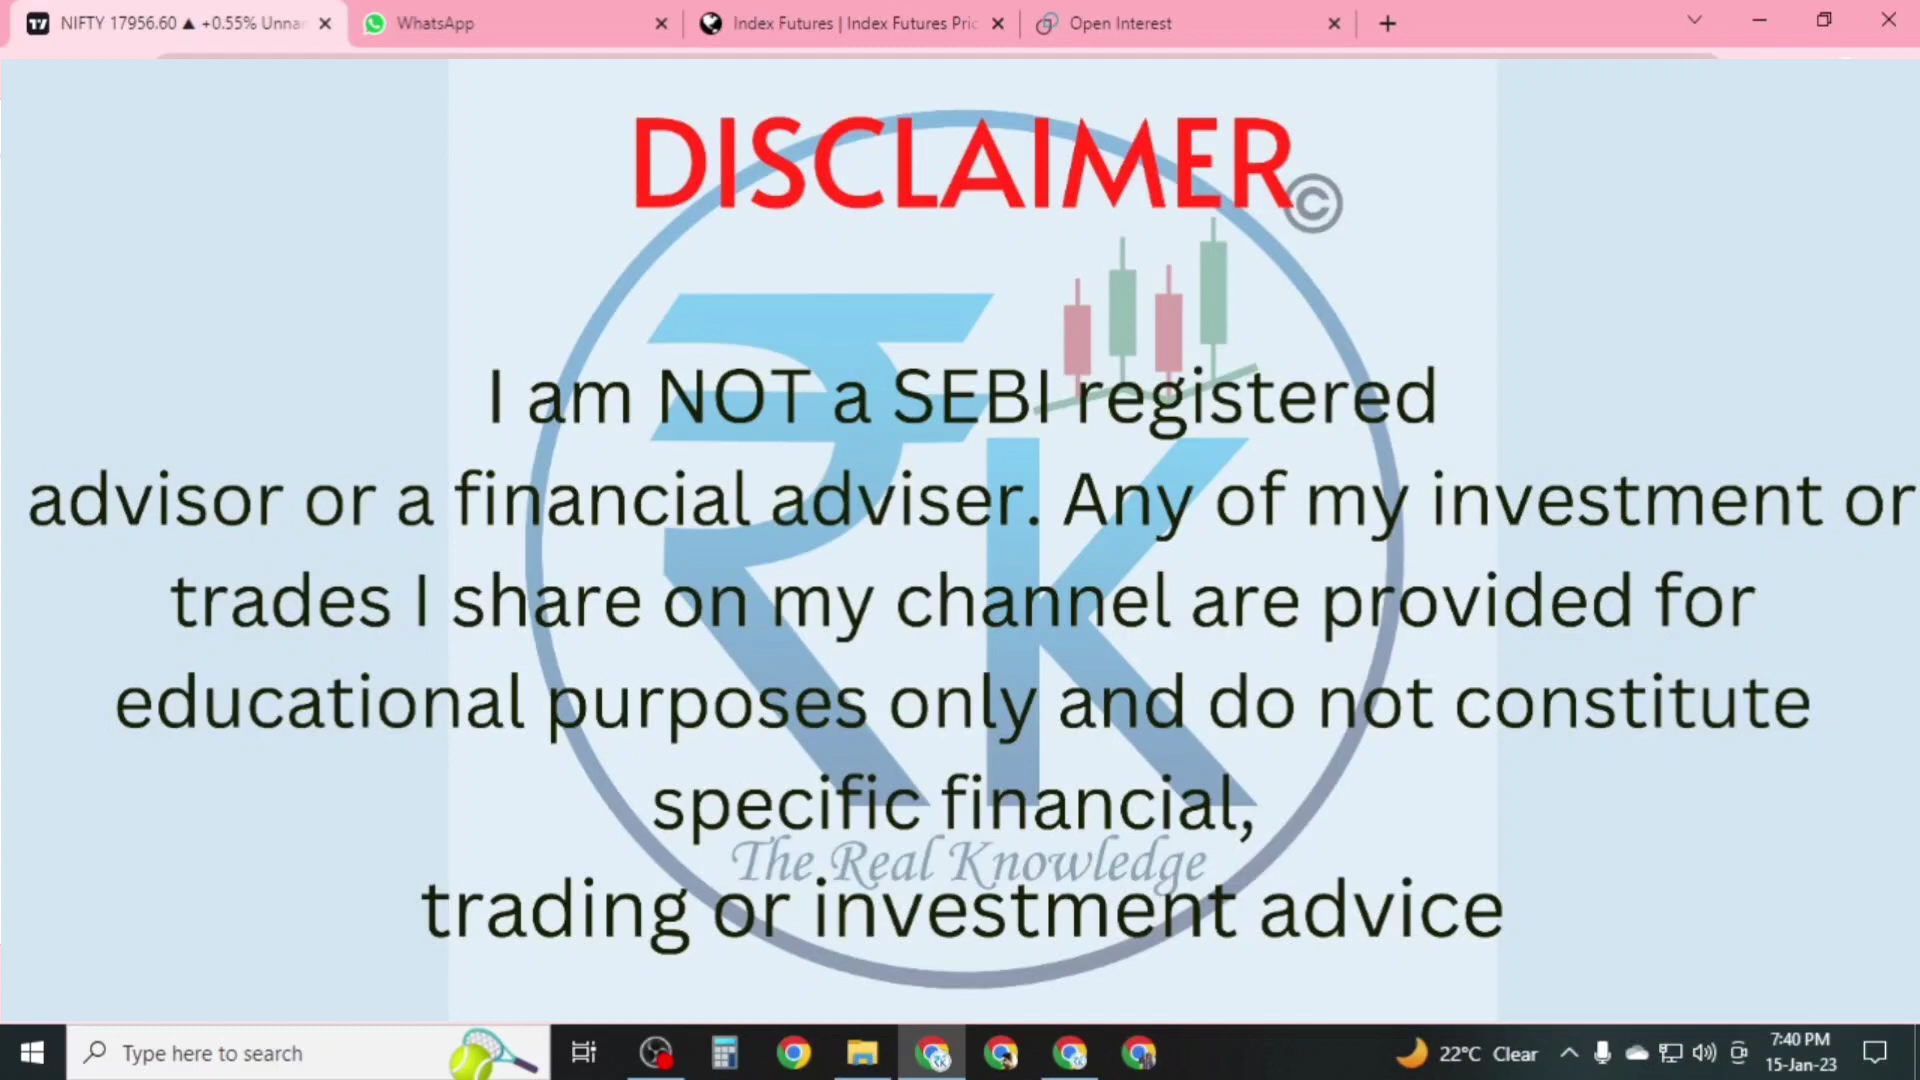 NIFTY 17956.60 ▲ +0.55% Unna
WhatsApp
Index Futures | Index Futures Pric
Open Interest
DISCLAIMER
©
I am NOT a SEBI registered
advisor or a financial adviser. Any of my investment or
trades I share on my channel are provided for
educational purposes only and do not constitute
specific financial,
The Real Knowledge
trading or investment advice
₹K
Type here to search
22°C Clear
7:40 PM
15-Jan-23